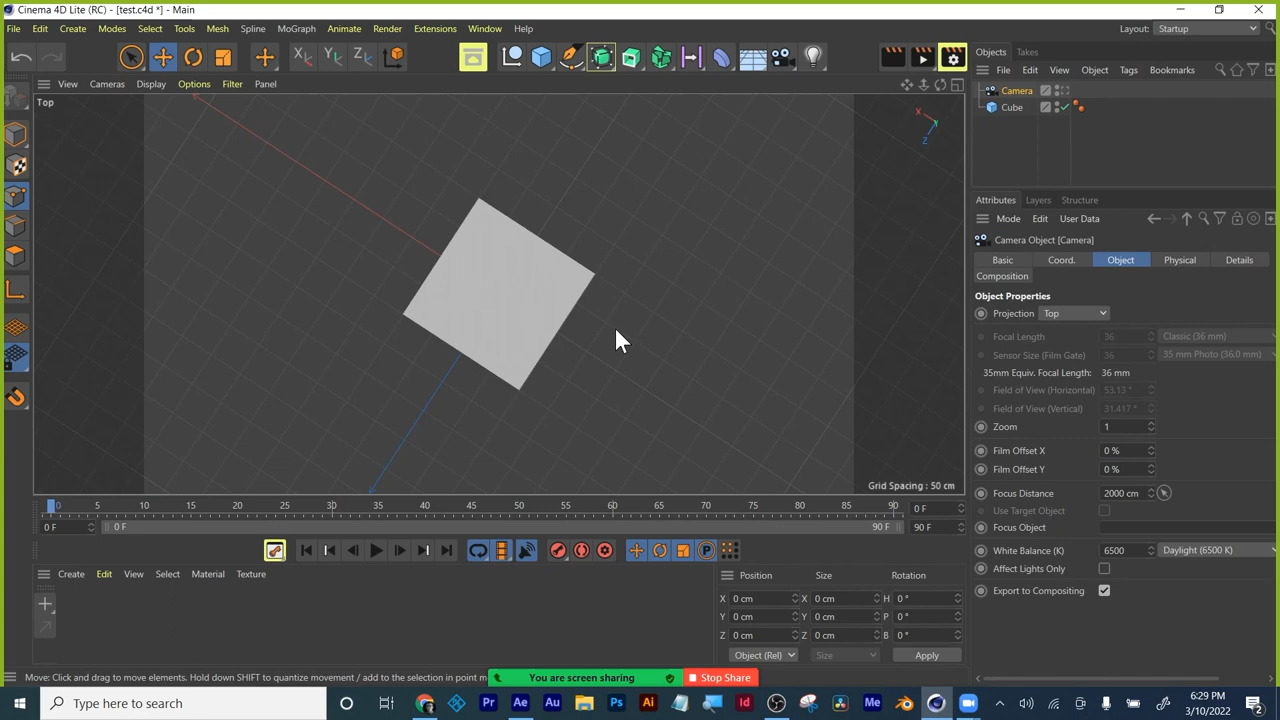 Cinema 4D Lite (RC) - [test.c4d *] - Main
File Edit Create Modes Select Tools Mesh Spline MoGraph Animate Render Extensions Window Help
Layout: Startup
X Y Z
Objects Takes
File Edit View Object Tags Bookmarks
View Cameras Display Options Filter Panel
Camera
Cube
Top
X
Y
Z
Attributes Layers Structure
Mode Edit User Data
Camera Object [Camera]
Basic Coord. Object Physical Details
Composition
Object Properties
Projection Top
Focal Length 36 Classic (36 mm)
Sensor Size (Film Gate) 36 35 mm Photo (36.0 mm)
35mm Equiv. Focal Length: 36 mm
Field of View (Horizontal) 53.13 °
Field of View (Vertical) 31.417 °
Zoom 1
Film Offset X 0 %
Film Offset Y 0 %
Focus Distance 2000 cm
Use Target Object
Focus Object
White Balance (K) 6500 Daylight (6500 K)
Affect Lights Only
Export to Compositing
Grid Spacing : 50 cm
0 5 10 15 20 25 30 35 40 45 50 55 60 65 70 75 80 85 90 0 F
0 F 0 F 90 F 90 F
P
Create Edit View Select Material Texture
Position Size Rotation
X 0 cm X 0 cm H 0 °
Y 0 cm Y 0 cm P 0 °
Z 0 cm Z 0 cm B 0 °
Object (Rel) Size Apply
Move: Click and drag to move elements. Hold down SHIFT to quantize movement / add to the selection in point m
You are screen sharing Stop Share
Type here to search
Pr Ae Au Ps Ai Id Me
6:29 PM
3/10/2022
2